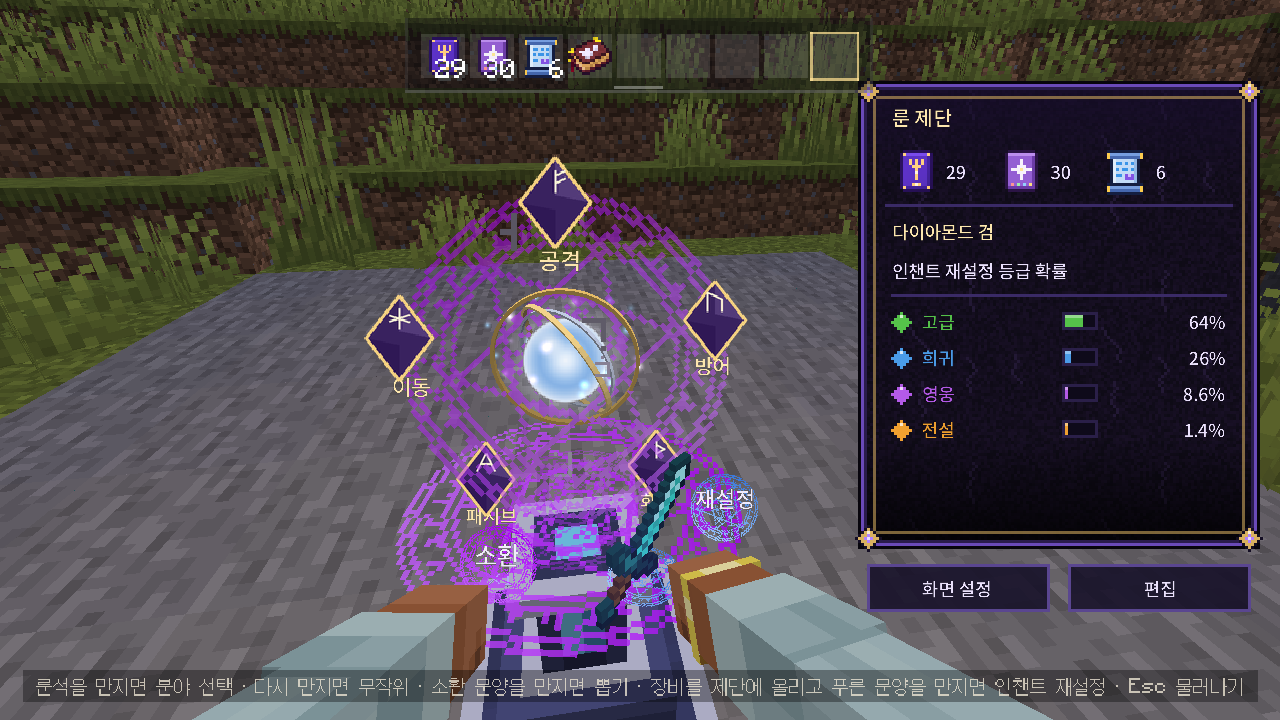 29 30 6
룬 제단
29 30 6
다이아몬드 검
인챈트 재설정 등급 확률
고급 64%
희귀 26%
영웅 8.6%
전설 1.4%
화면 설정 편집
공격
이동
방어
패시브
재설정
소환
룬석을 만지면 분야 선택 · 다시 만지면 무작위 · 소환 문양을 만지면 뽑기 · 장비를 제단에 올리고 푸른 문양을 만지면 인챈트 재설정 · Esc 물러나기